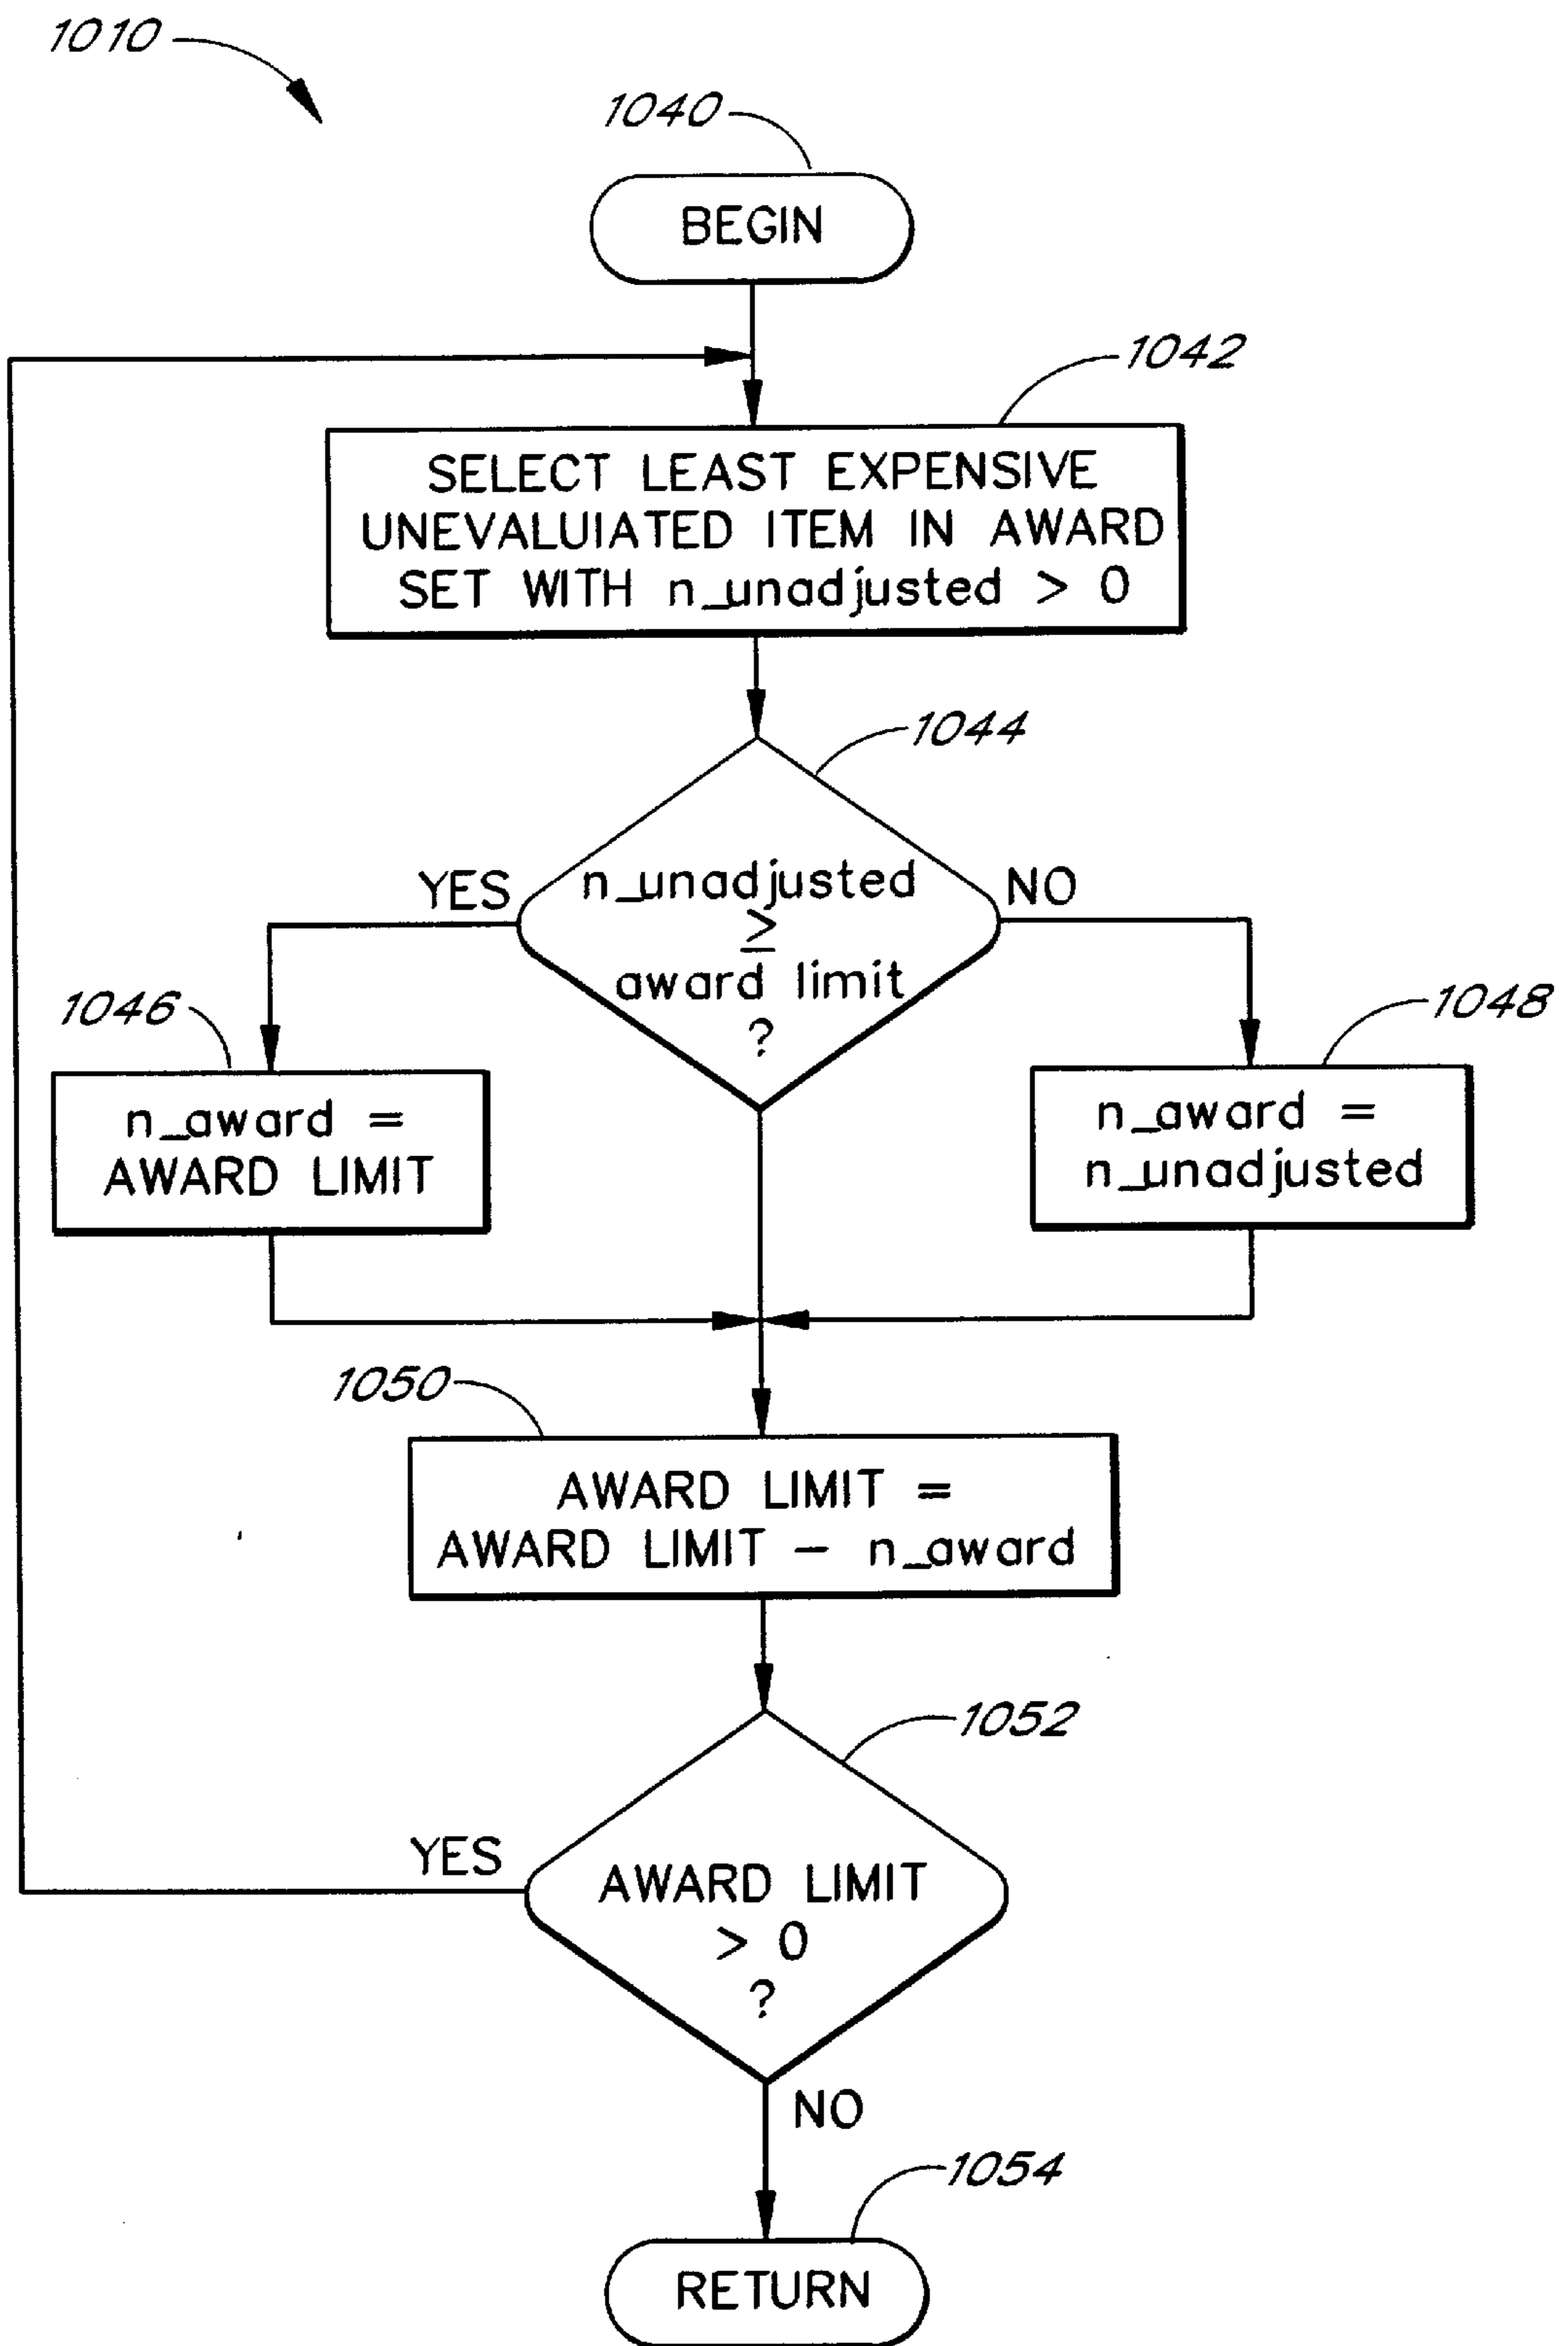 1010
1040
BEGIN
1042
SELECT LEAST EXPENSIVE
UNEVALUIATED ITEM IN AWARD
SET WITH n_unadjusted > 0
1044
YES
n_unadjusted
≥
award limit
?
NO
1046
n_award =
AWARD LIMIT
1048
n_award =
n_unadjusted
1050
AWARD LIMIT =
AWARD LIMIT – n_award
1052
YES
AWARD LIMIT
> 0
?
NO
1054
RETURN